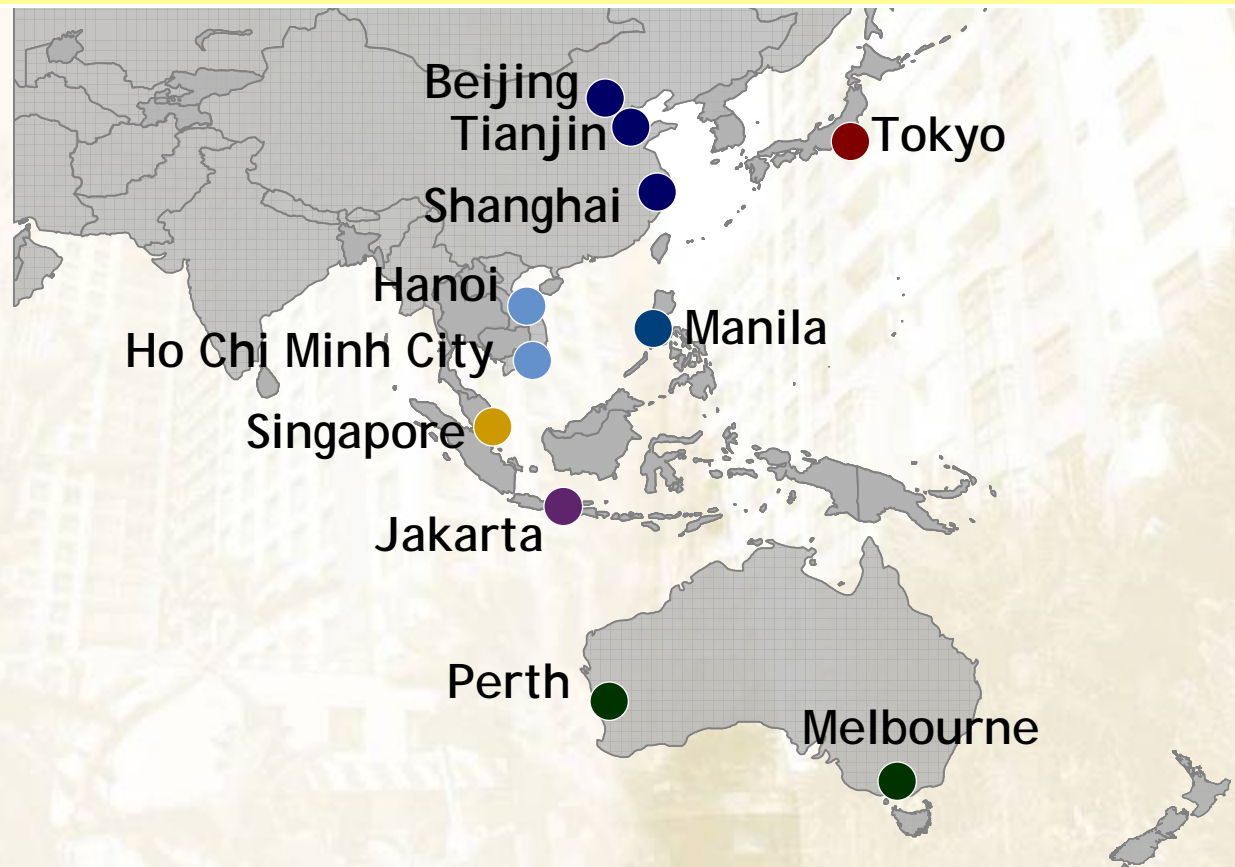 Beijing
Tianjin
Tokyo
Shanghai
Hanoi
Manila
Ho Chi Minh City
Singapore
Jakarta
Perth
Melbourne